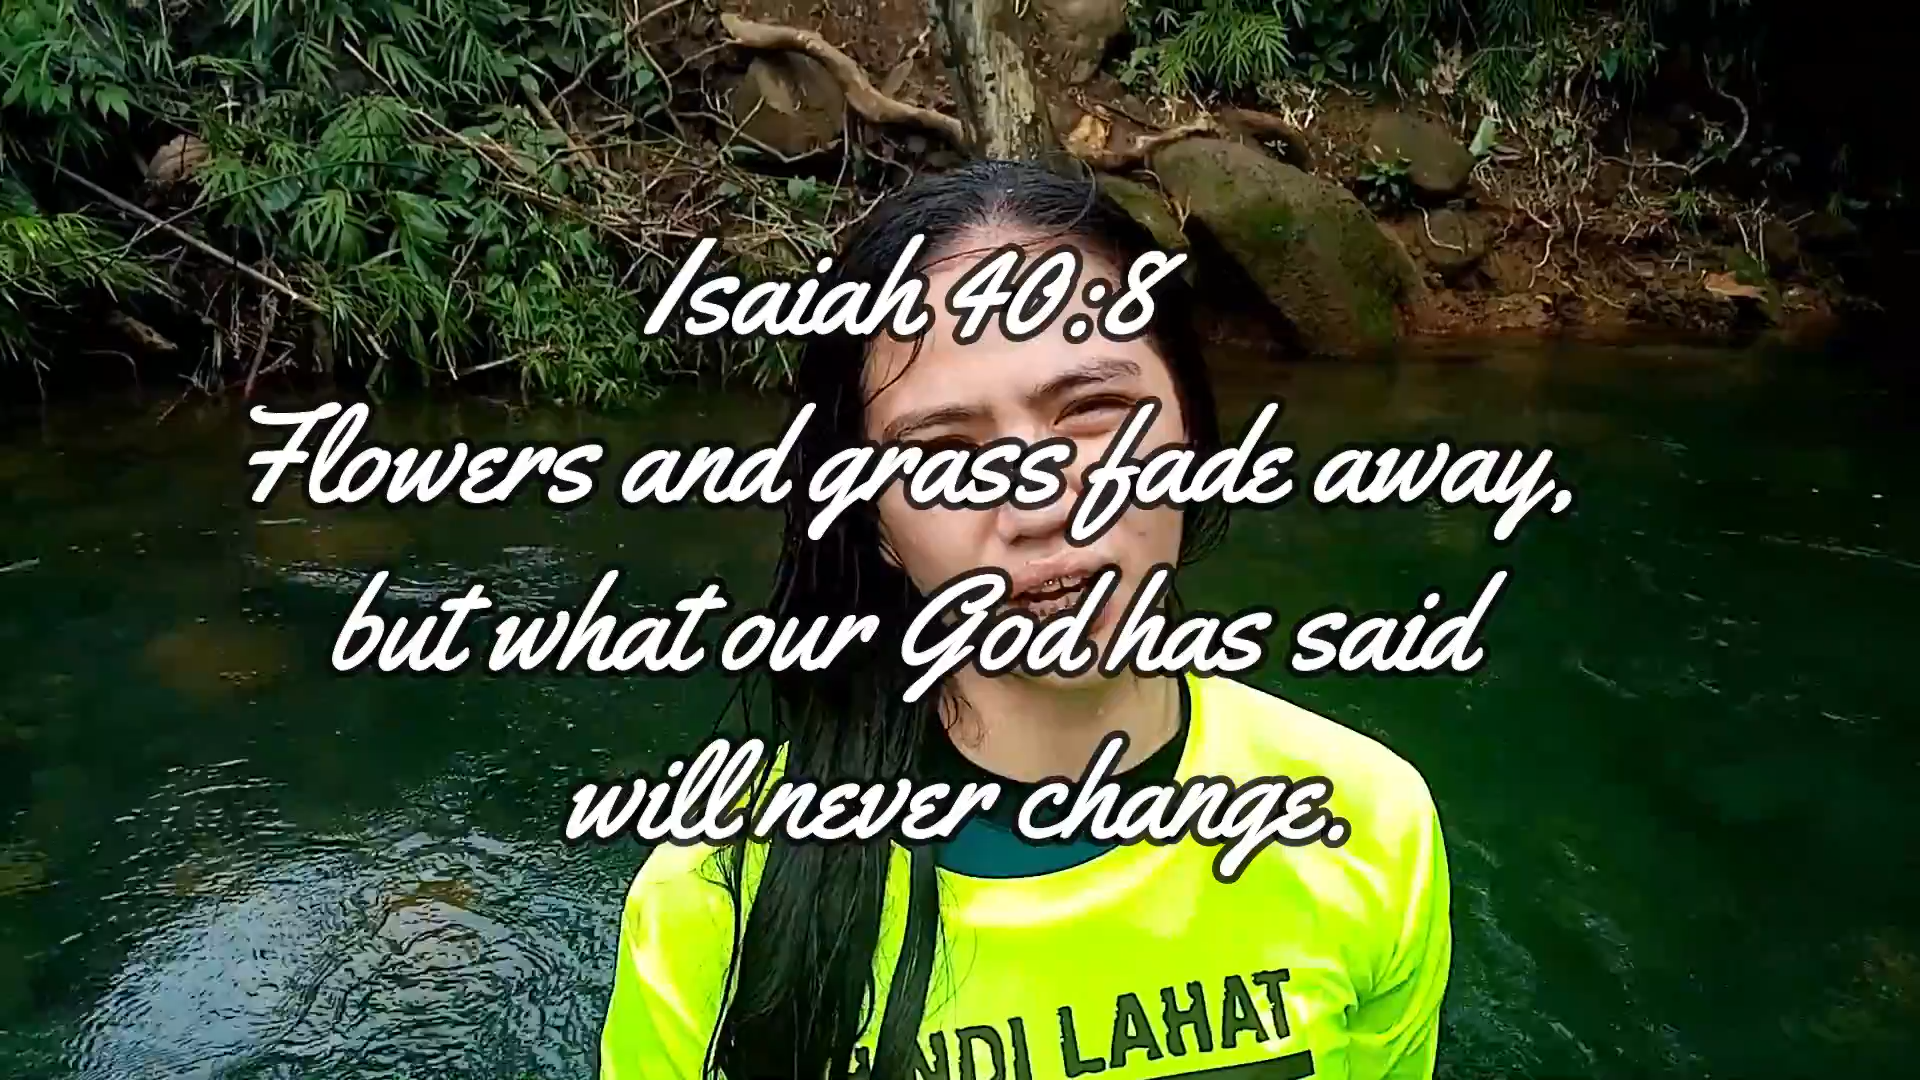 Isaiah 40:8
Flowers and grass fade away,
but what our God has said
will never change.
LAHAT